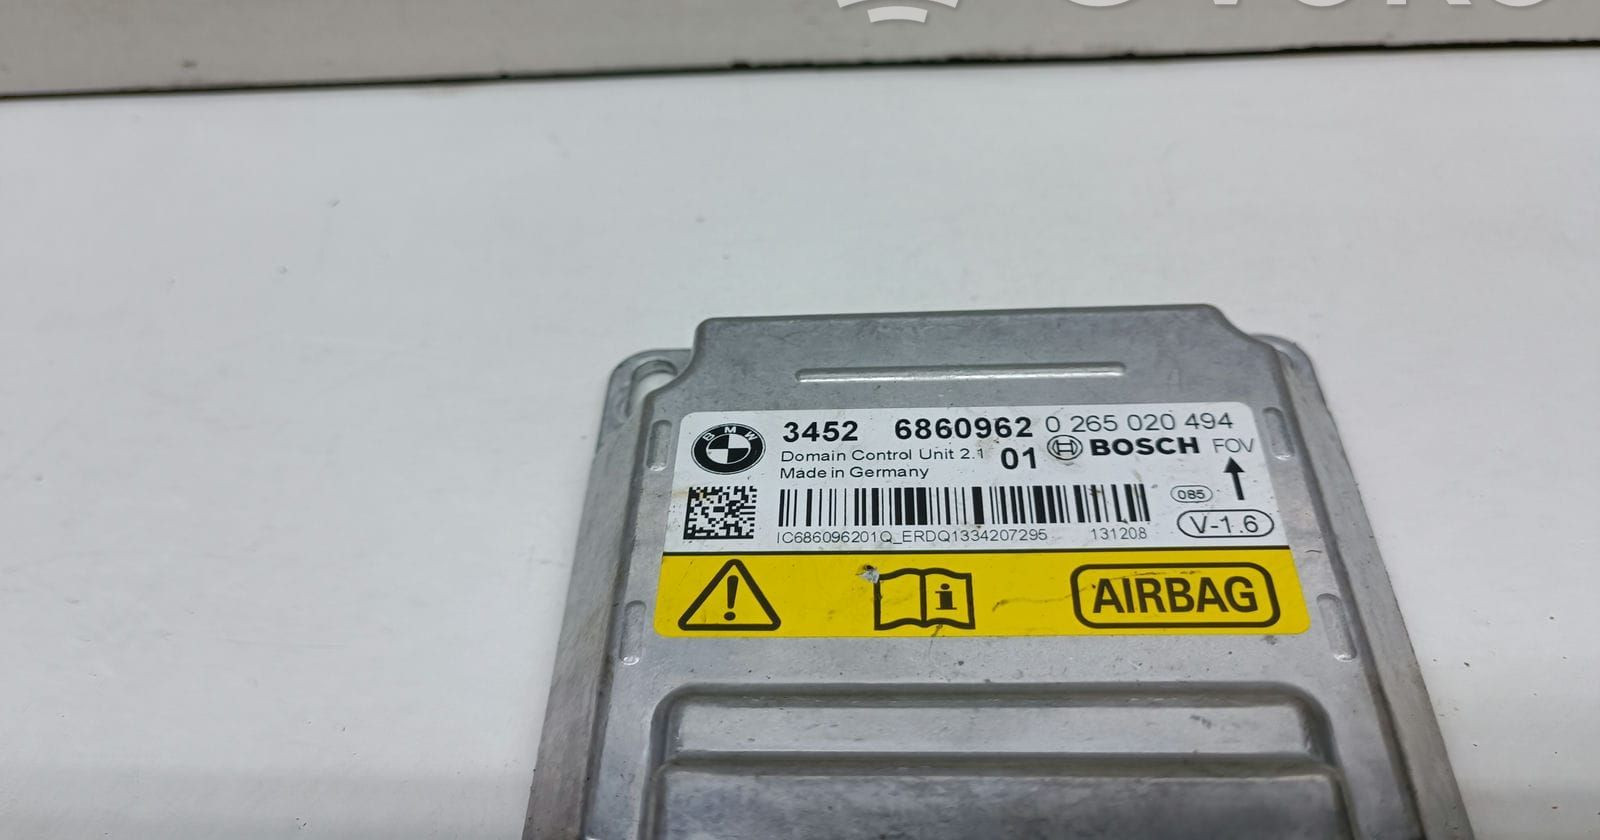 BMW
3452 6860962 0 265 020 494
Domain Control Unit 2.1 01 BOSCH FOV
Made in Germany
085
V-1.6
IC686096201Q_ERDQ1334207295 131208
AIRBAG